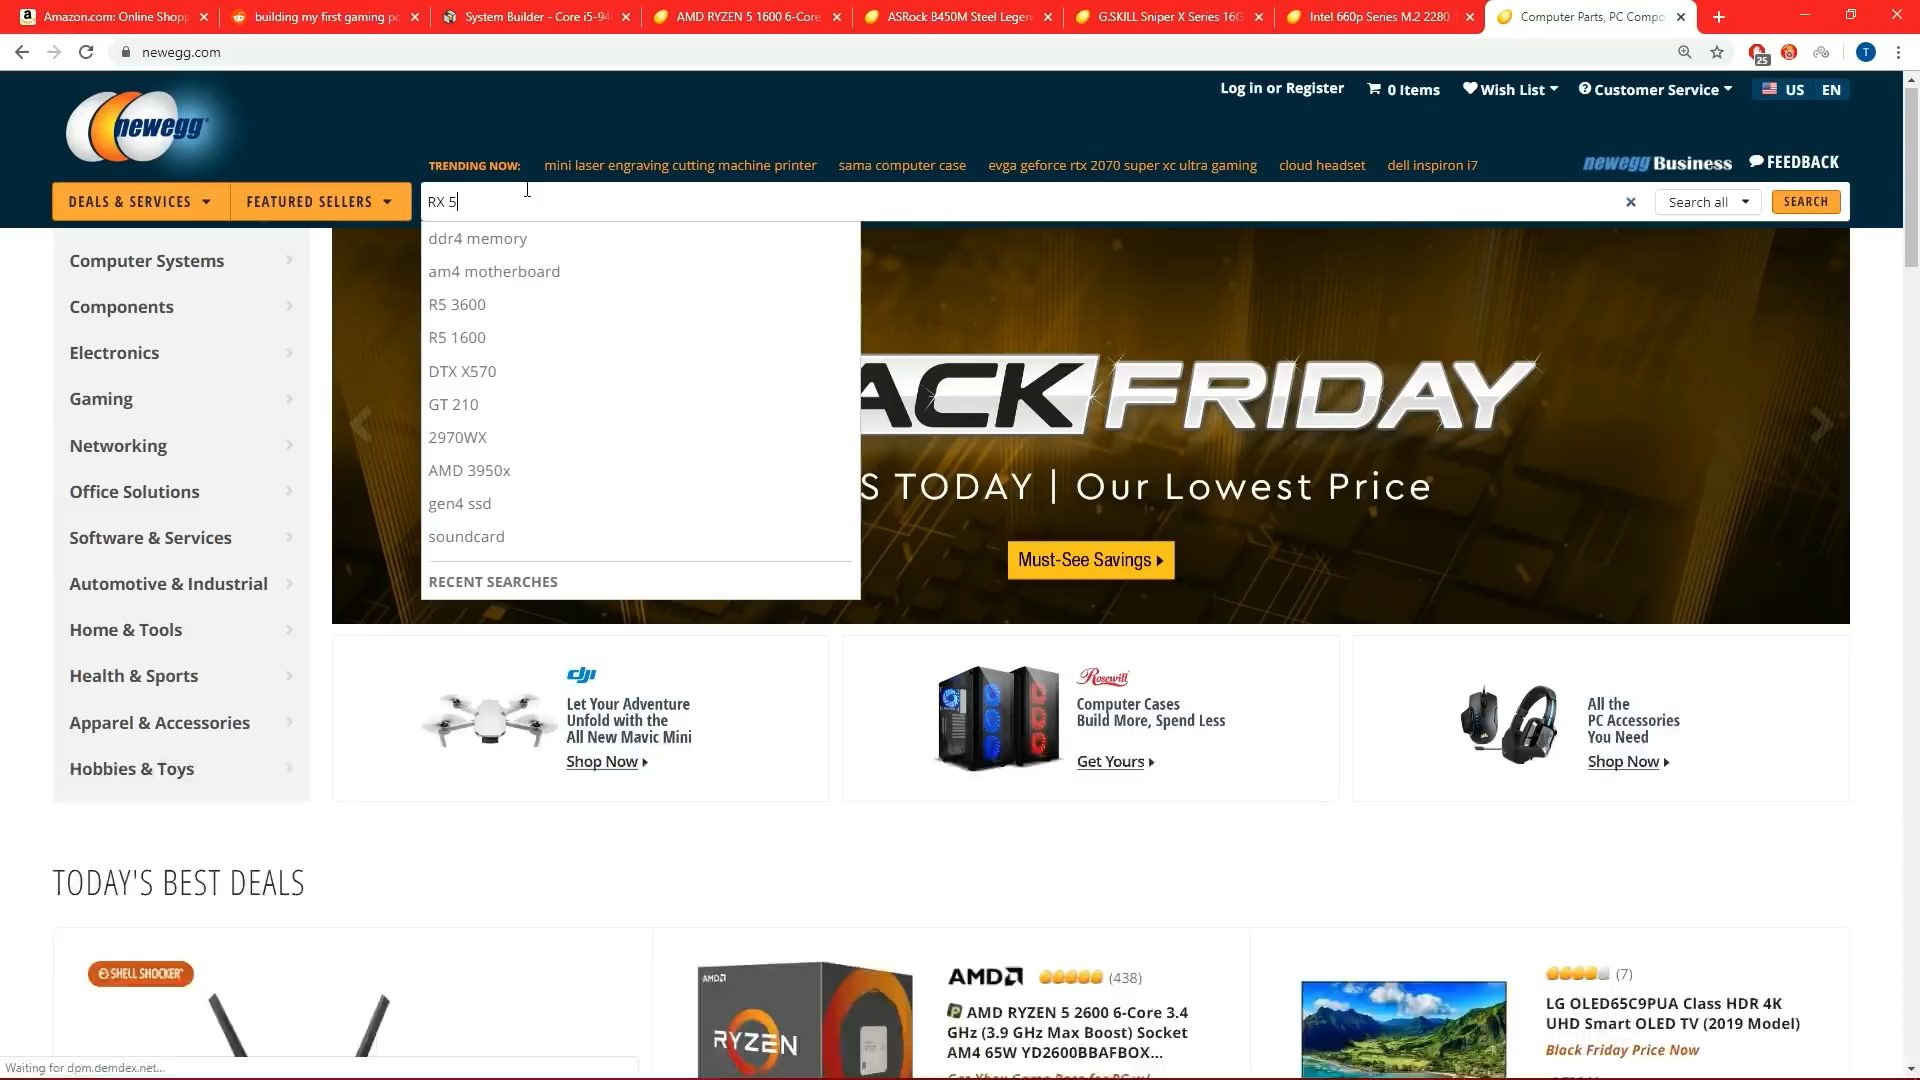 Amazon.com: Online Shopp
building my first gaming pc
System Builder - Core i5-94
AMD RYZEN 5 1600 6-Core
ASRock B450M Steel Legen
G.SKILL Sniper X Series 16G
Intel 660p Series M.2 2280
Computer Parts, PC Compo
newegg.com
25
T
newegg
Log in or Register
0 Items
Wish List
Customer Service
US
EN
TRENDING NOW:
mini laser engraving cutting machine printer
sama computer case
evga geforce rtx 2070 super xc ultra gaming
cloud headset
dell inspiron i7
newegg Business
FEEDBACK
DEALS & SERVICES
FEATURED SELLERS
RX 5
Search all
SEARCH
ddr4 memory
am4 motherboard
R5 3600
R5 1600
DTX X570
GT 210
2970WX
AMD 3950x
gen4 ssd
soundcard
RECENT SEARCHES
Computer Systems
Components
Electronics
Gaming
Networking
Office Solutions
Software & Services
Automotive & Industrial
Home & Tools
Health & Sports
Apparel & Accessories
Hobbies & Toys
ACK FRIDAY
S TODAY | Our Lowest Price
Must-See Savings
dji
Let Your Adventure
Unfold with the
All New Mavic Mini
Shop Now
Rosewill
Computer Cases
Build More, Spend Less
Get Yours
All the
PC Accessories
You Need
Shop Now
TODAY'S BEST DEALS
SHELL SHOCKER
AMD
RYZEN
AMD
(438)
AMD RYZEN 5 2600 6-Core 3.4
GHz (3.9 GHz Max Boost) Socket
AM4 65W YD2600BBAFBOX...
(7)
LG OLED65C9PUA Class HDR 4K
UHD Smart OLED TV (2019 Model)
Black Friday Price Now
Waiting for dpm.demdex.net...